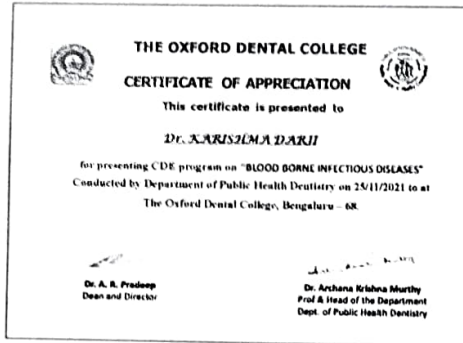 THE OXFORD DENTAL COLLEGE
CERTIFICATE OF APPRECIATION
This certificate is presented to
Dr. KARISHMA DARJI
for presenting CDE program on "BLOOD BORNE INFECTIOUS DISEASES"
Conducted by Department of Public Health Dentistry on 25/11/2021 to at
The Oxford Dental College, Bengaluru – 68.
Dr. A. R. Pradeep
Dean and Director
Dr. Archana Krishna Murthy
Prof & Head of the Department
Dept. of Public Health Dentistry